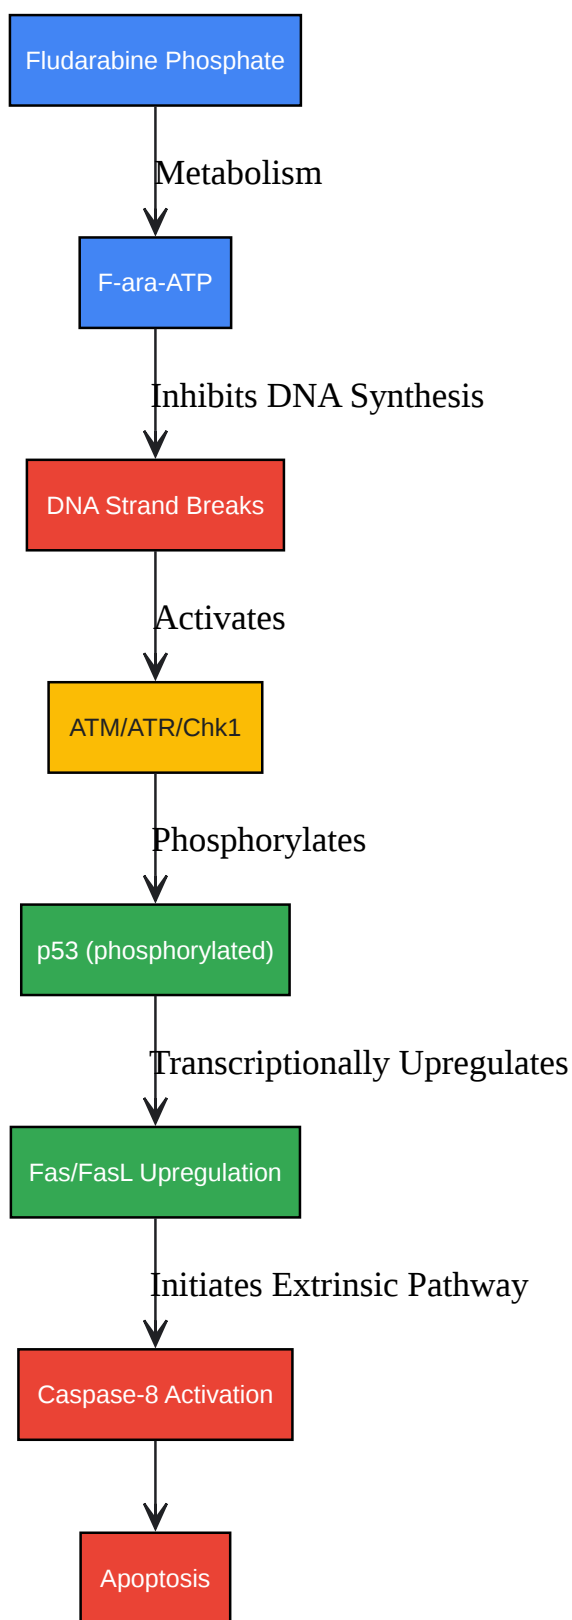 Fludarabine Phosphate
Metabolism
F-ara-ATP
Inhibits DNA Synthesis
DNA Strand Breaks
Activates
ATM/ATR/Chk1
Phosphorylates
p53 (phosphorylated)
Transcriptionally Upregulates
Fas/FasL Upregulation
Initiates Extrinsic Pathway
Caspase-8 Activation
Apoptosis